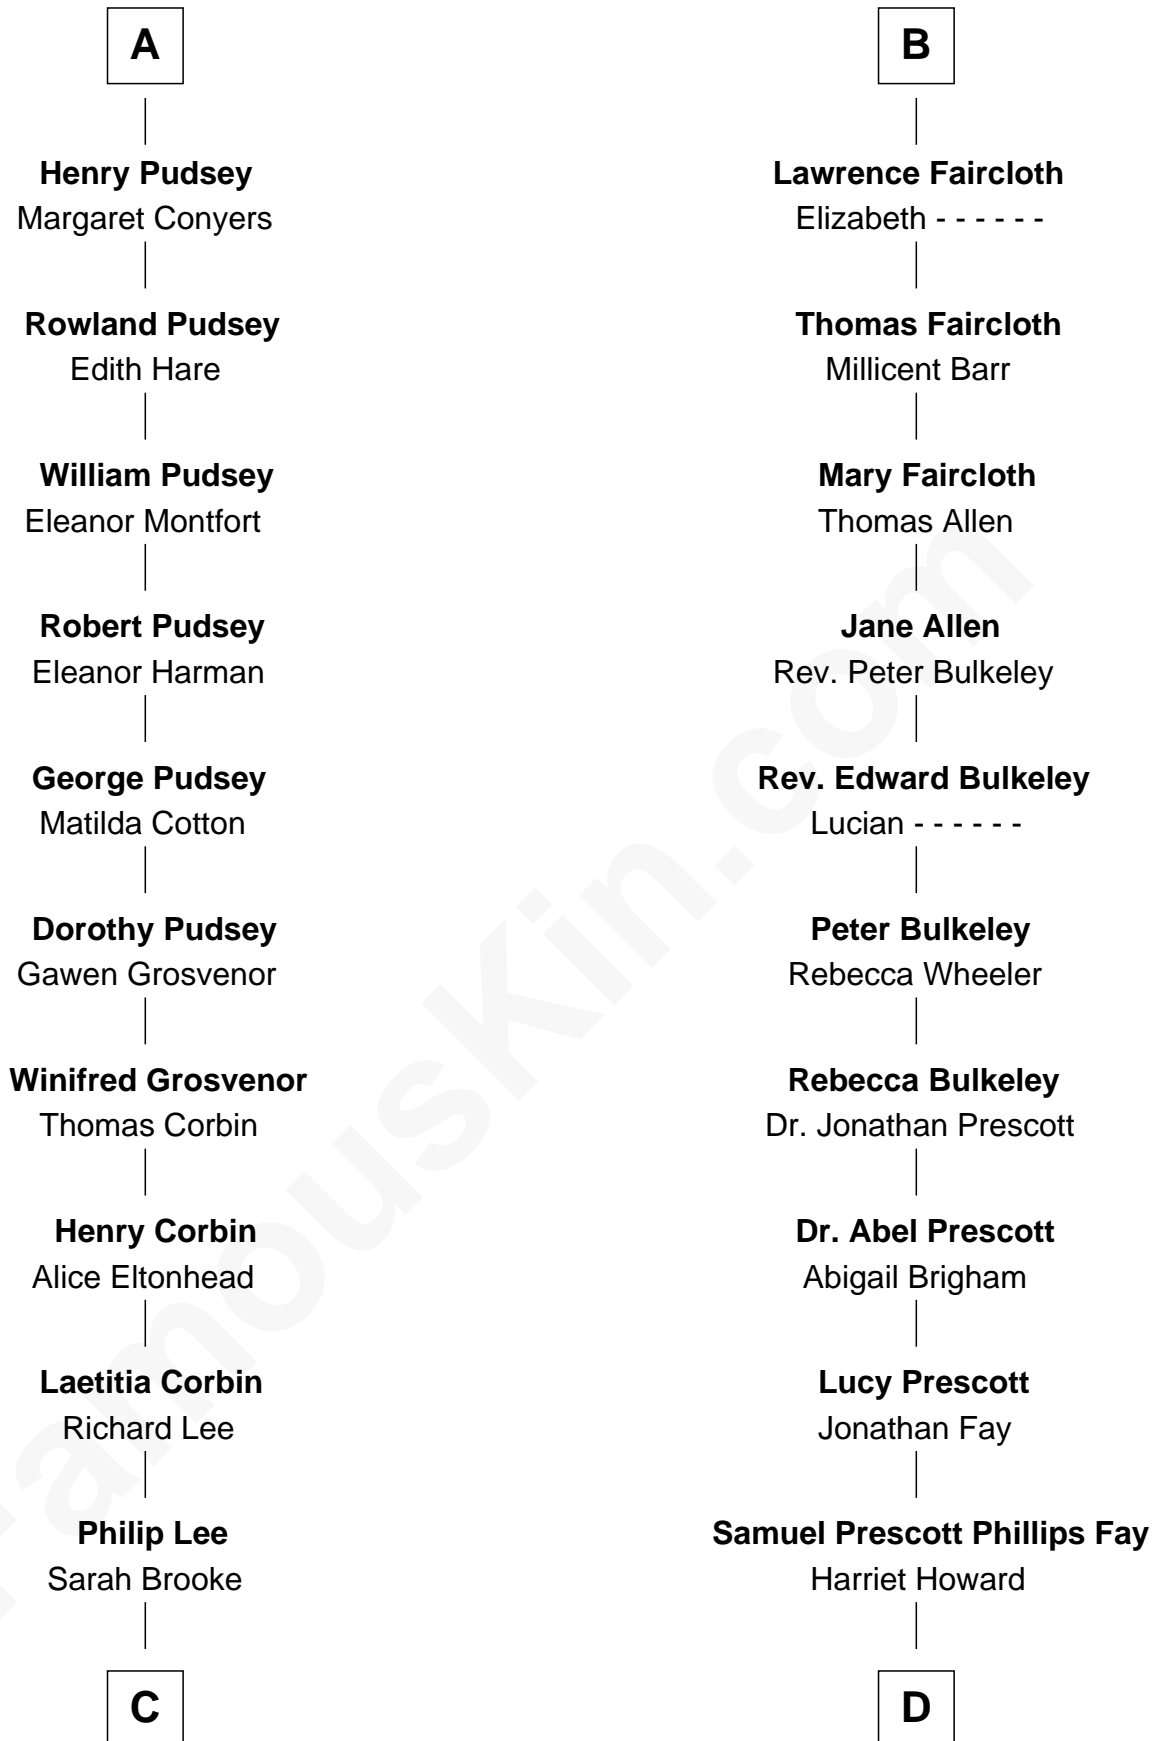 A
Henry Pudsey
Margaret Conyers
Rowland Pudsey
Edith Hare
William Pudsey
Eleanor Montfort
Robert Pudsey
Eleanor Harman
George Pudsey
Matilda Cotton
Dorothy Pudsey
Gawen Grosvenor
Winifred Grosvenor
Thomas Corbin
Henry Corbin
Alice Eltonhead
Laetitia Corbin
Richard Lee
Philip Lee
Sarah Brooke
C
B
Lawrence Faircloth
Elizabeth - - - - - -
Thomas Faircloth
Millicent Barr
Mary Faircloth
Thomas Allen
Jane Allen
Rev. Peter Bulkeley
Rev. Edward Bulkeley
Lucian - - - - - -
Peter Bulkeley
Rebecca Wheeler
Rebecca Bulkeley
Dr. Jonathan Prescott
Dr. Abel Prescott
Abigail Brigham
Lucy Prescott
Jonathan Fay
Samuel Prescott Phillips Fay
Harriet Howard
D
FamousKin.com